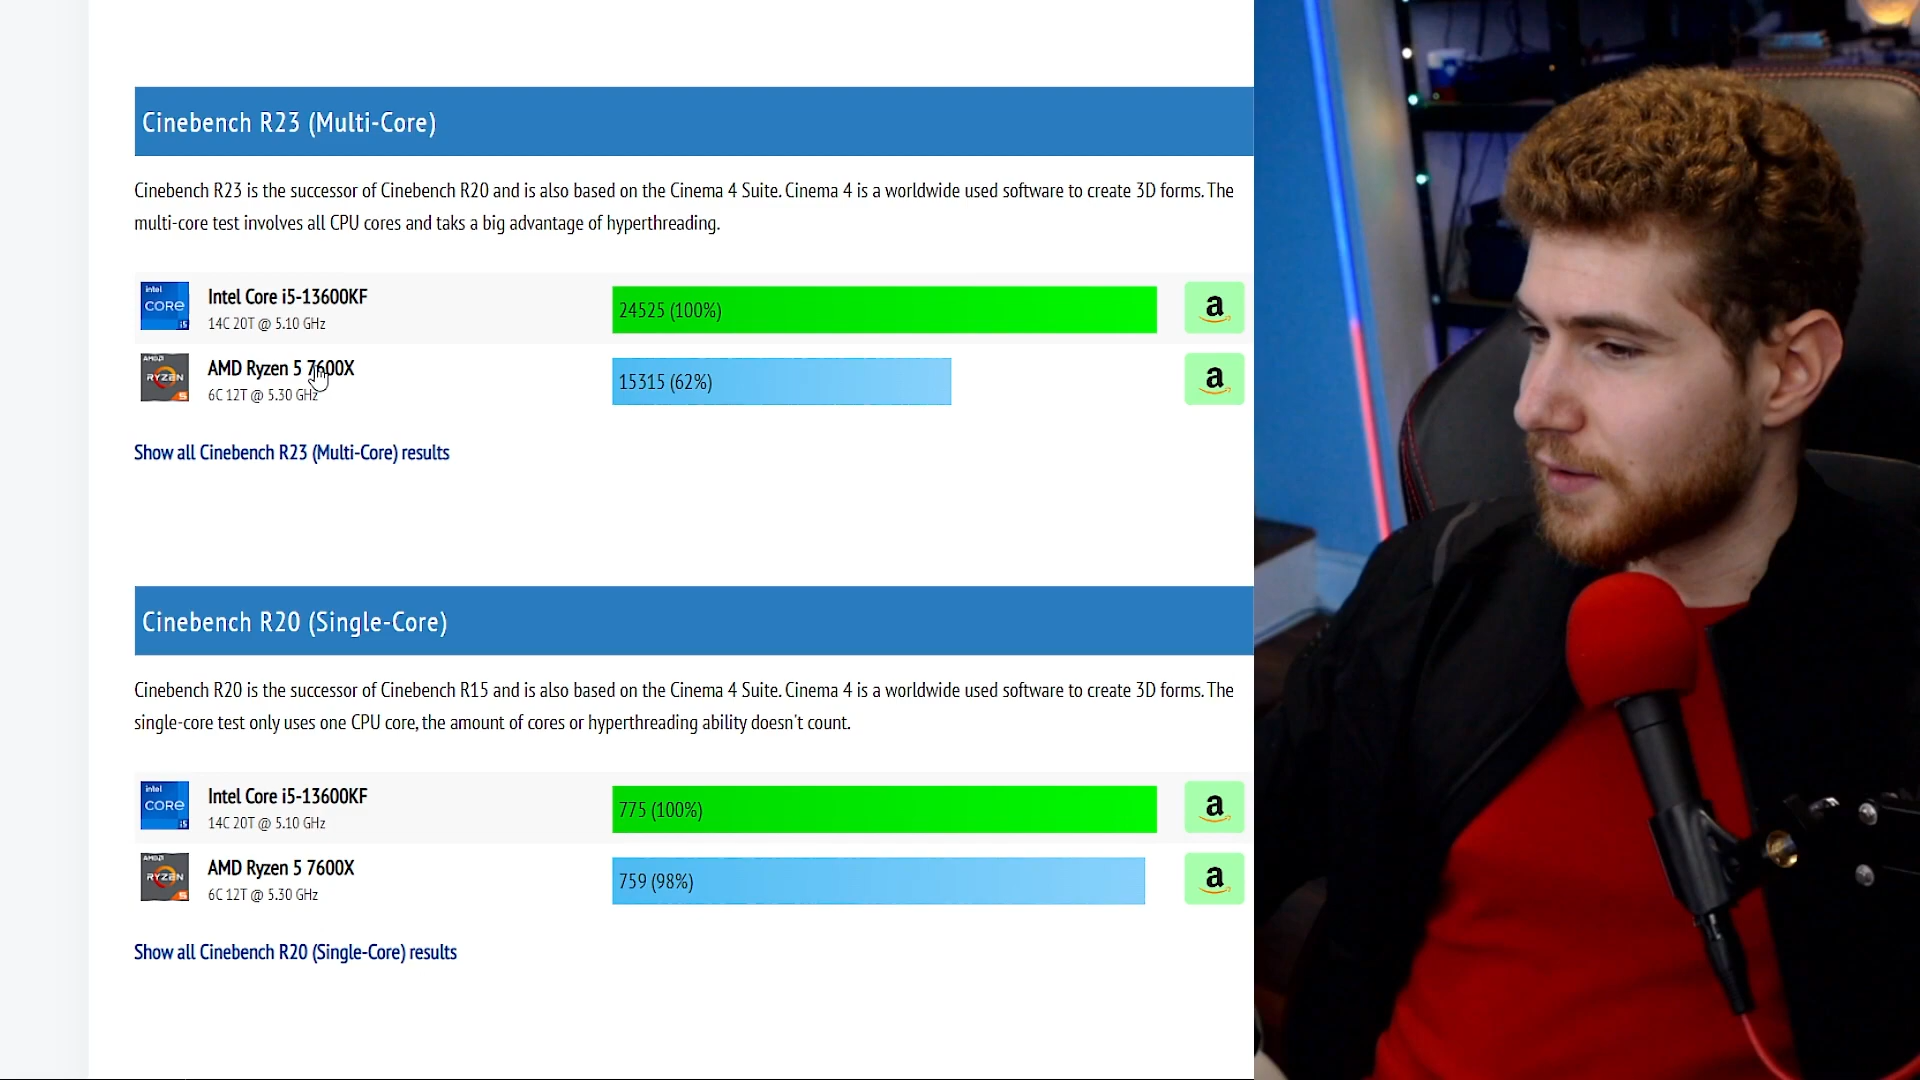 Cinebench R23 (Multi-Core)
Cinebench R23 is the successor of Cinebench R20 and is also based on the Cinema 4 Suite. Cinema 4 is a worldwide used software to create 3D forms. The
multi-core test involves all CPU cores and taks a big advantage of hyperthreading.
intel CORE i5
Intel Core i5-13600KF
14C 20T @ 5.10 GHz
24525 (100%)
a
AMD RYZEN 5
AMD Ryzen 5 7600X
6C 12T @ 5.30 GHz
15315 (62%)
a
Show all Cinebench R23 (Multi-Core) results
Cinebench R20 (Single-Core)
Cinebench R20 is the successor of Cinebench R15 and is also based on the Cinema 4 Suite. Cinema 4 is a worldwide used software to create 3D forms. The
single-core test only uses one CPU core, the amount of cores or hyperthreading ability doesn't count.
intel CORE i5
Intel Core i5-13600KF
14C 20T @ 5.10 GHz
775 (100%)
a
AMD RYZEN 5
AMD Ryzen 5 7600X
6C 12T @ 5.30 GHz
759 (98%)
a
Show all Cinebench R20 (Single-Core) results